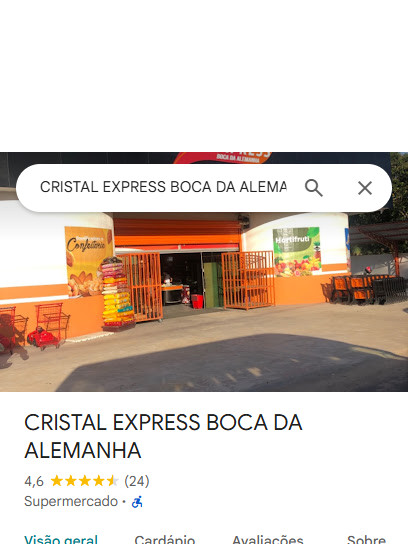 EXPRESS
BOCA DA ALEMANHA
CRISTAL EXPRESS BOCA DA ALEMA
Confeitaria
Hortifruti
CRISTAL EXPRESS BOCA DA
ALEMANHA
4,6 (24)
Supermercado ·
Visão geral Cardápio Avaliações Sobre